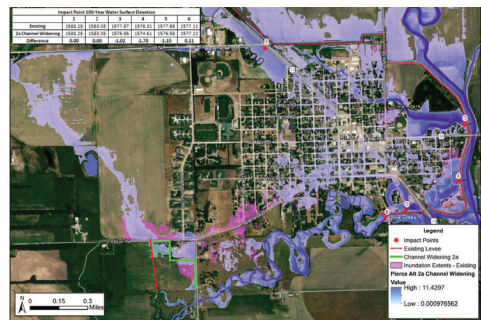 Impact Point 100-Year Water Surface Elevation
1 2 3 4 5 6
Existing 1588.28 1583.08 1577.87 1576.31 1577.68 1577.11
2a Channel Widening 1588.28 1583.08 1576.85 1574.61 1576.58 1577.22
Difference 0.00 0.00 -1.02 -1.70 -1.10 0.11
Legend
Impact Points
Existing Levee
Channel Widening 2a
Inundation Extents - Existing
Pierce Alt 2a Channel Widening
Value
High : 11.4297
Low : 0.000976562
N
0 0.15 0.3
Miles